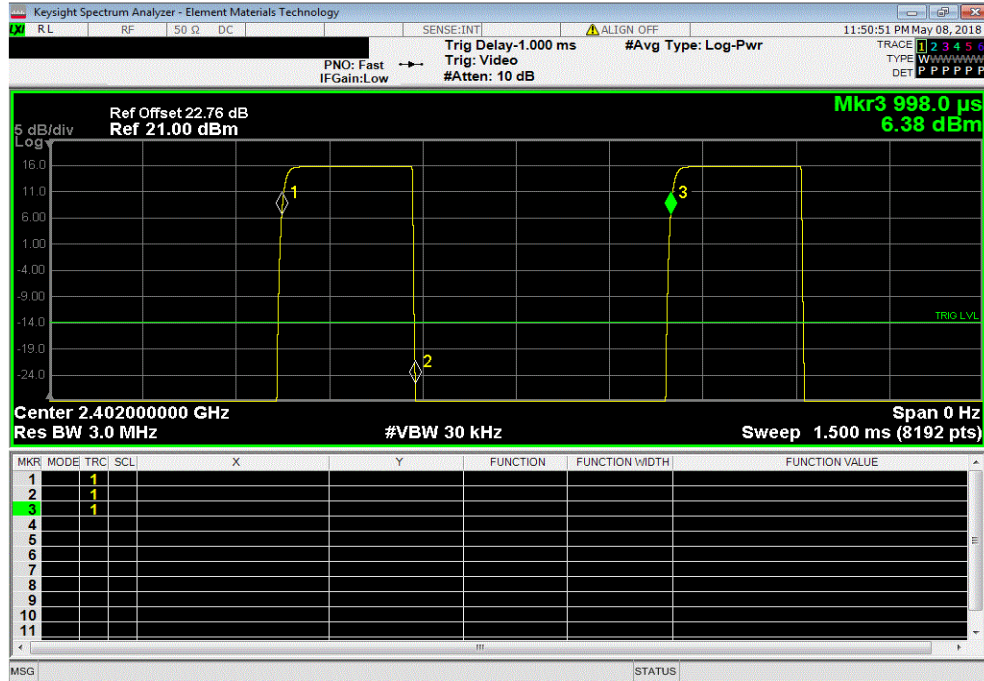 Keysight Spectrum Analyzer - Element Materials Technology
LXI RL RF 50 Ω DC SENSE:INT ALIGN OFF 11:50:51 PM May 08, 2018
Trig Delay-1.000 ms #Avg Type: Log-Pwr TRACE 1 2 3 4 5 6
PNO: Fast Trig: Video TYPE WWWWWW
IFGain:Low #Atten: 10 dB DET P P P P P P
Mkr3 998.0 µs
Ref Offset 22.76 dB
5 dB/div Ref 21.00 dBm 6.38 dBm
Log
16.0
11.0 1 3
6.00
1.00
-4.00
-9.00
-14.0 TRIG LVL
-19.0
-24.0 2
Center 2.402000000 GHz Span 0 Hz
Res BW 3.0 MHz #VBW 30 kHz Sweep 1.500 ms (8192 pts)
MKR MODE TRC SCL X Y FUNCTION FUNCTION WIDTH FUNCTION VALUE
1 1
2 1
3 1
4
5
6
7
8
9
10
11
MSG STATUS